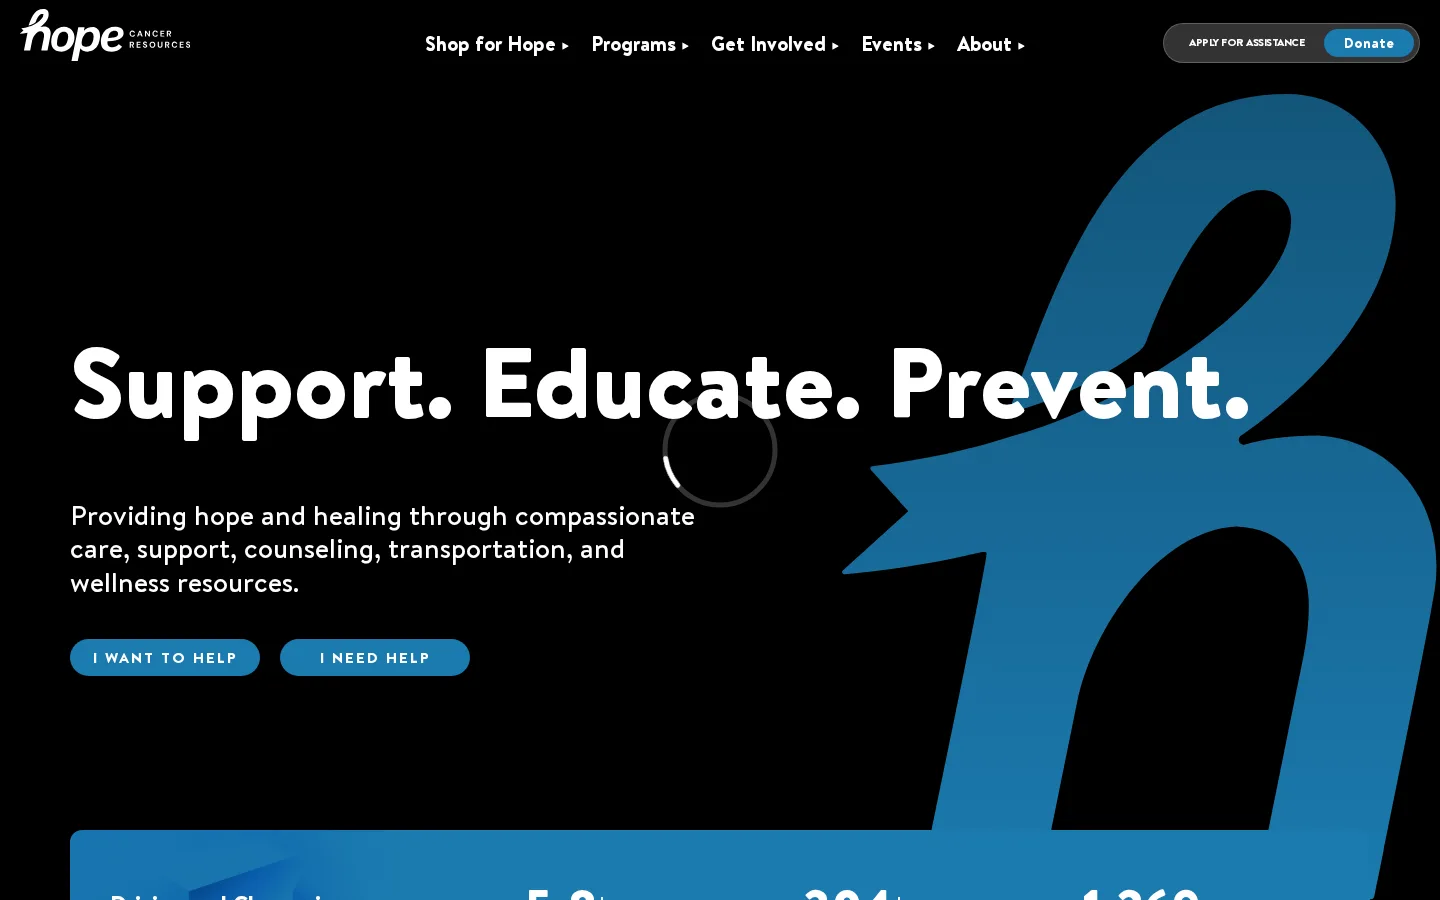 hope CANCER
RESOURCES
Shop for Hope
Programs
Get Involved
Events
About
APPLY FOR ASSISTANCE
Donate
Support. Educate. Prevent.
Providing hope and healing through compassionate
care, support, counseling, transportation, and
wellness resources.
I WANT TO HELP
I NEED HELP